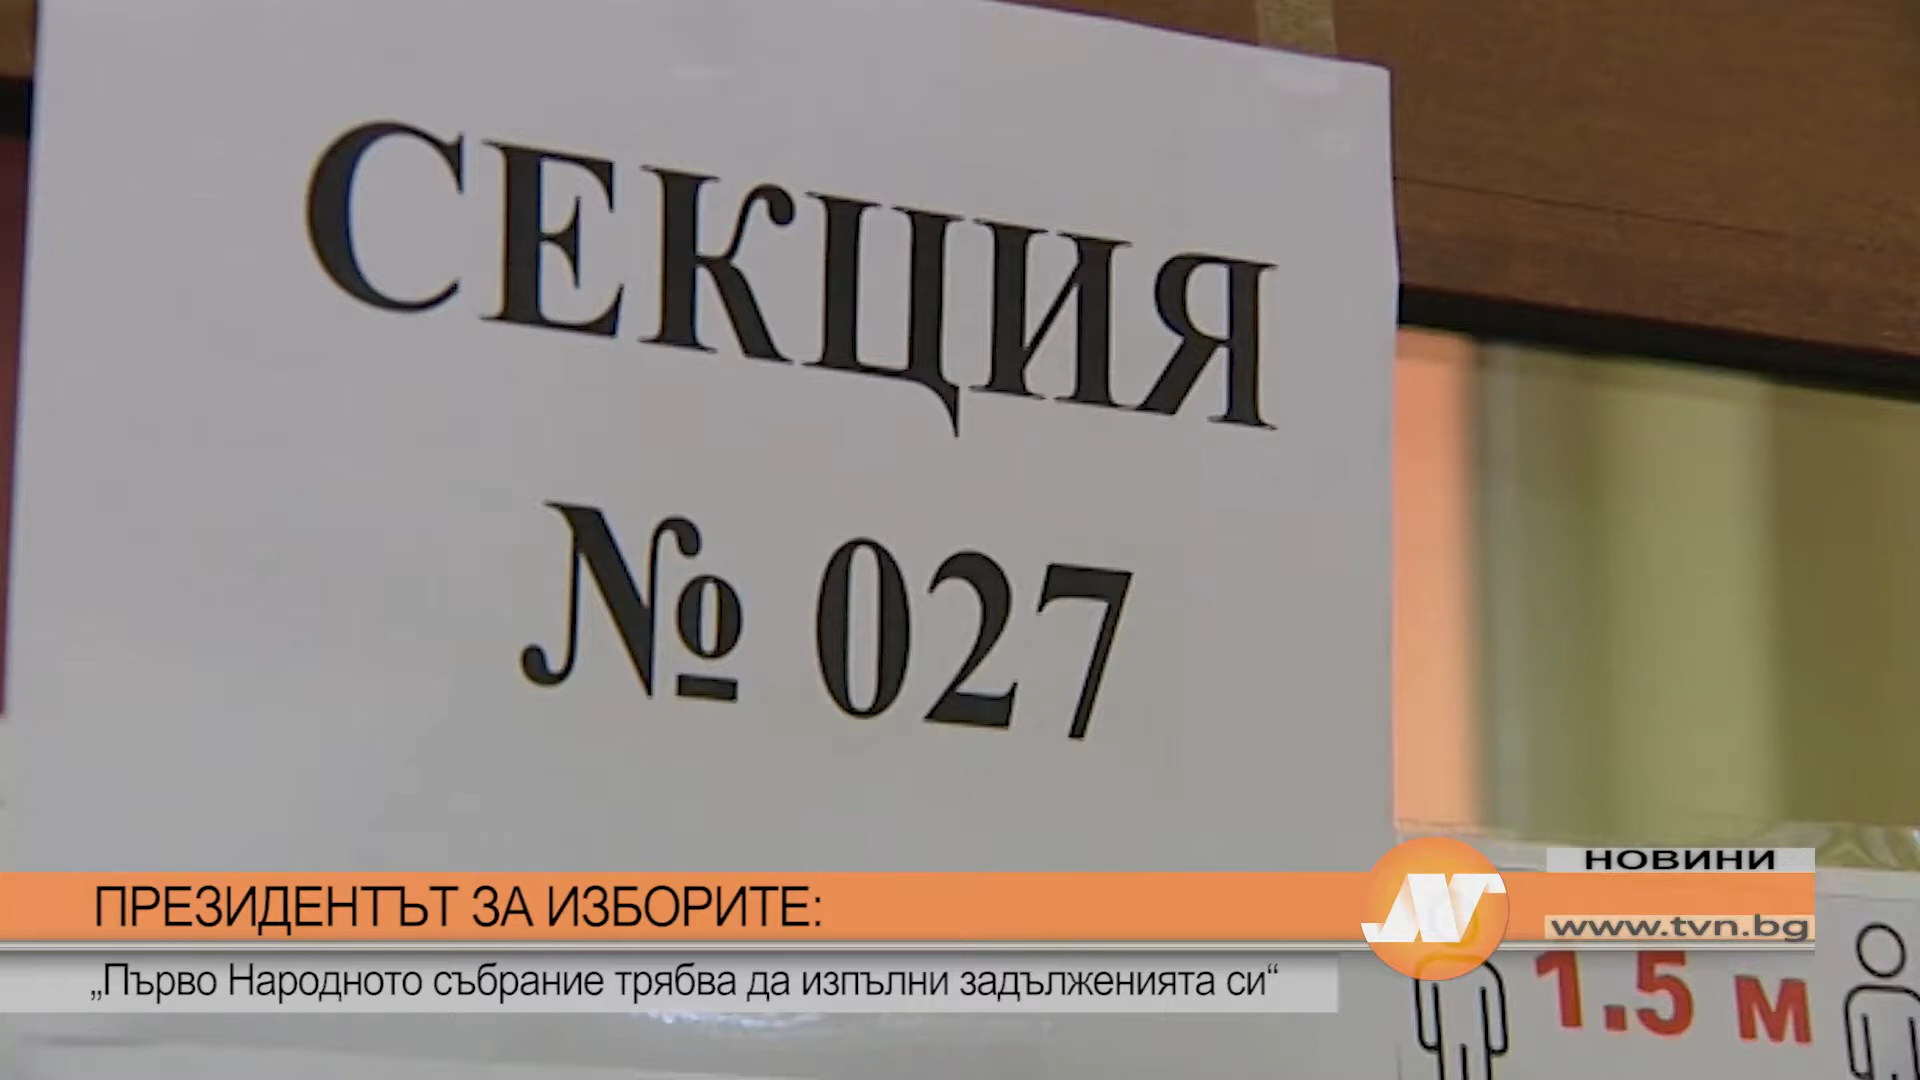 СЕКЦИЯ
№ 027
НОВИНИ
ПРЕЗИДЕНТЪТ ЗА ИЗБОРИТЕ:
www.tvn.bg
„Първо Народното събрание трябва да изпълни задълженията си“
1.5 м